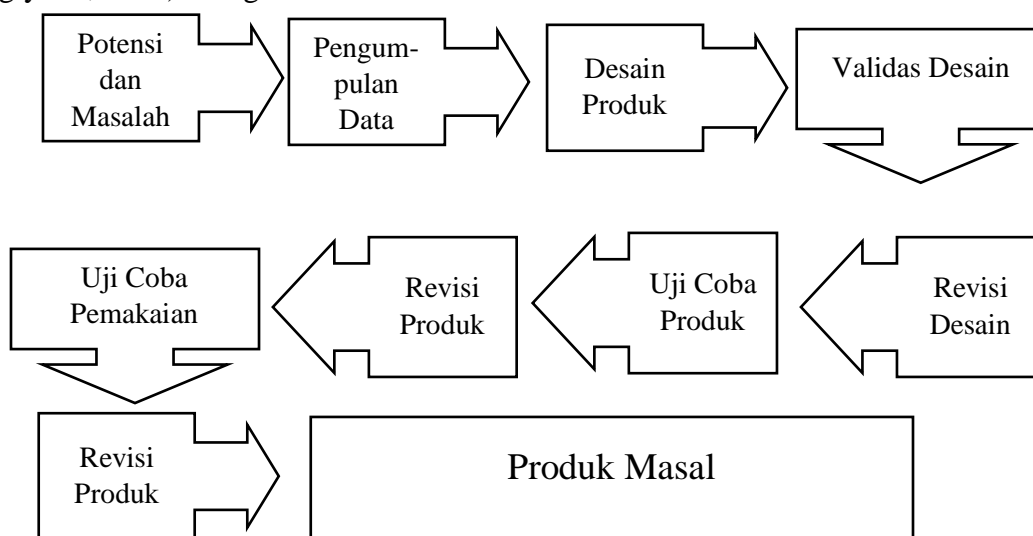 Potensi
dan
Masalah
Pengum-
pulan
Data
Desain
Produk
Validas Desain
Revisi
Desain
Uji Coba
Produk
Revisi
Produk
Uji Coba
Pemakaian
Revisi
Produk
Produk Masal